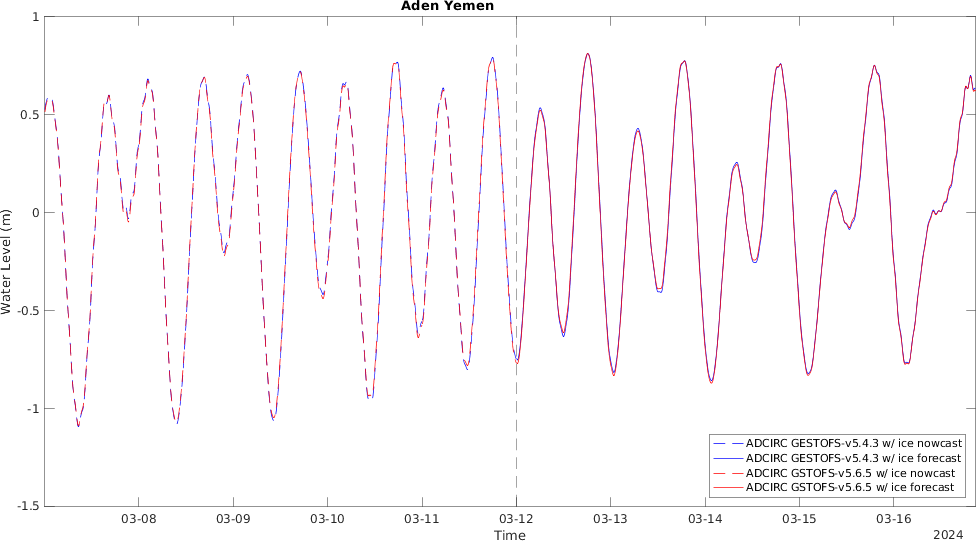 Aden Yemen
1
0.5
0
-0.5
-1
-1.5
Water Level (m)
03-08 03-09 03-10 03-11 03-12 03-13 03-14 03-15 03-16
Time
2024
ADCIRC GESTOFS-v5.4.3 w/ ice nowcast
ADCIRC GESTOFS-v5.4.3 w/ ice forecast
ADCIRC GSTOFS-v5.6.5 w/ ice nowcast
ADCIRC GSTOFS-v5.6.5 w/ ice forecast